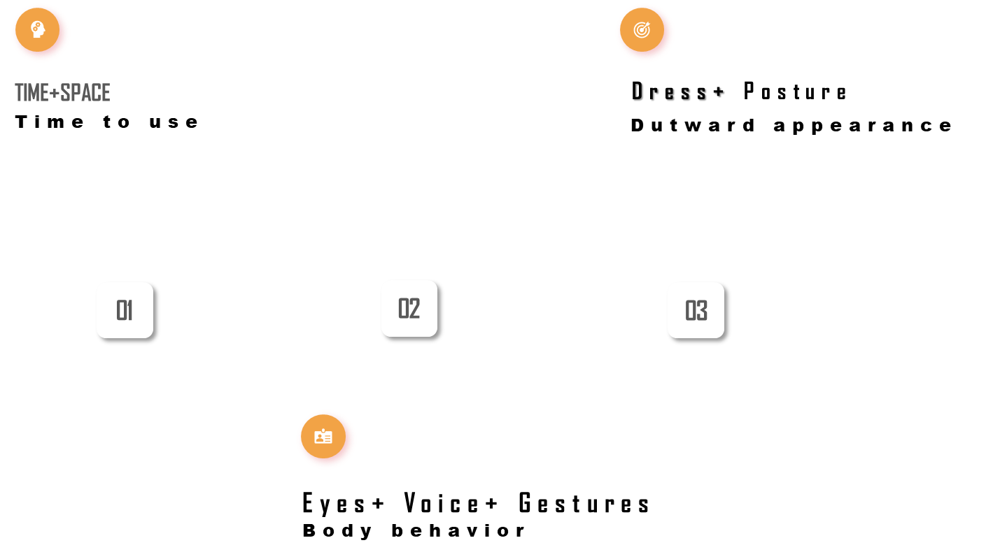 TIME+SPACE
Time to use
Dress+ Posture
Dutward appearance
01
02
03
Eyes+ Voice+ Gestures
Body behavior